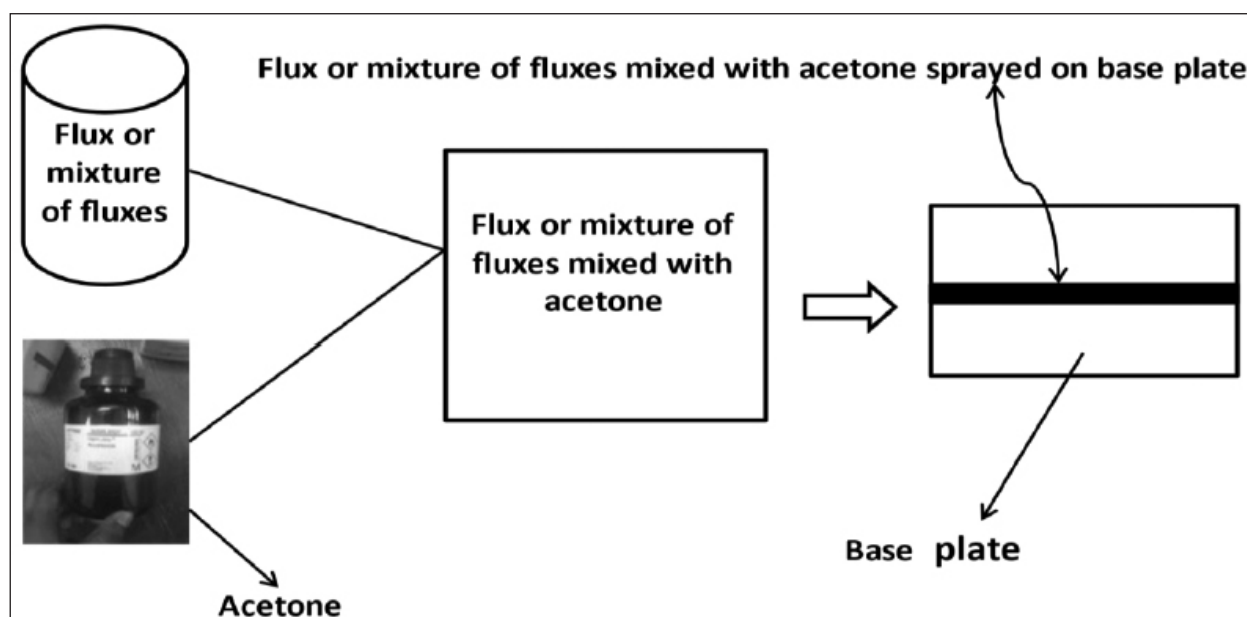 Flux or mixture of fluxes mixed with acetone sprayed on base plate
Flux or
mixture
of fluxes
Flux or mixture of
fluxes mixed with
acetone
Base plate
Acetone